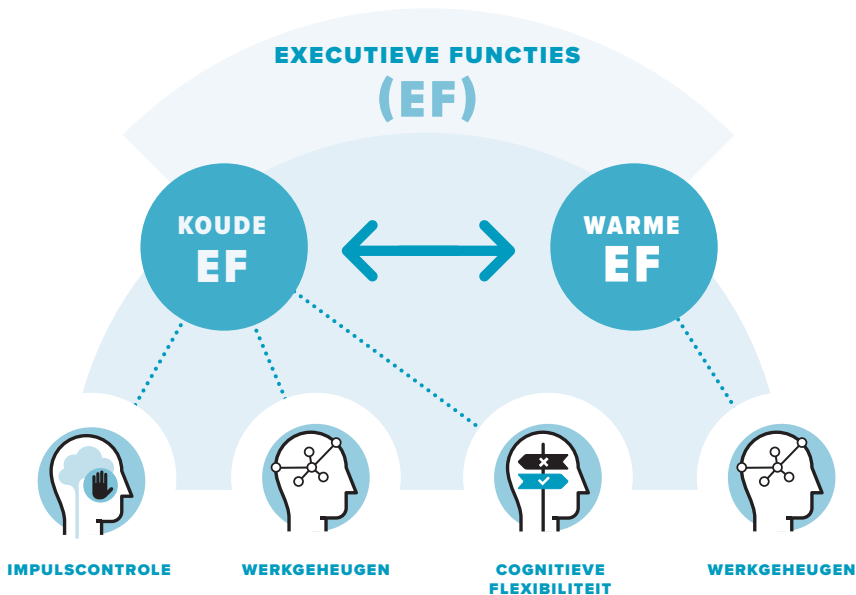 EXECUTIEVE FUNCTIES
(EF)
KOUDE
EF
WARME
EF
IMPULSCONTROLE
WERKGEHEUGEN
COGNITIEVE
FLEXIBILITEIT
WERKGEHEUGEN